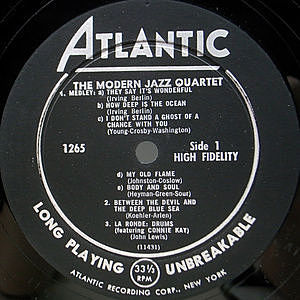 ATLANTIC
THE MODERN JAZZ QUARTET
1. MEDLEY: a) THEY SAY IT'S WONDERFUL
(Irving Berlin)
b) HOW DEEP IS THE OCEAN
(Irving Berlin)
c) I DON'T STAND A GHOST OF A
CHANCE WITH YOU
(Young-Crosby-Washington)
1265
Side 1
HIGH FIDELITY
d) MY OLD FLAME
(Johnston-Coslow)
e) BODY AND SOUL
(Heyman-Green-Sour)
2. BETWEEN THE DEVIL AND
THE DEEP BLUE SEA
(Koehler-Arlen)
3. LA RONDE: DRUMS
(featuring CONNIE KAY)
(John Lewis)
(11431)
LONG PLAYING 33⅓ RPM UNBREAKABLE
ATLANTIC RECORDING CORP., NEW YORK